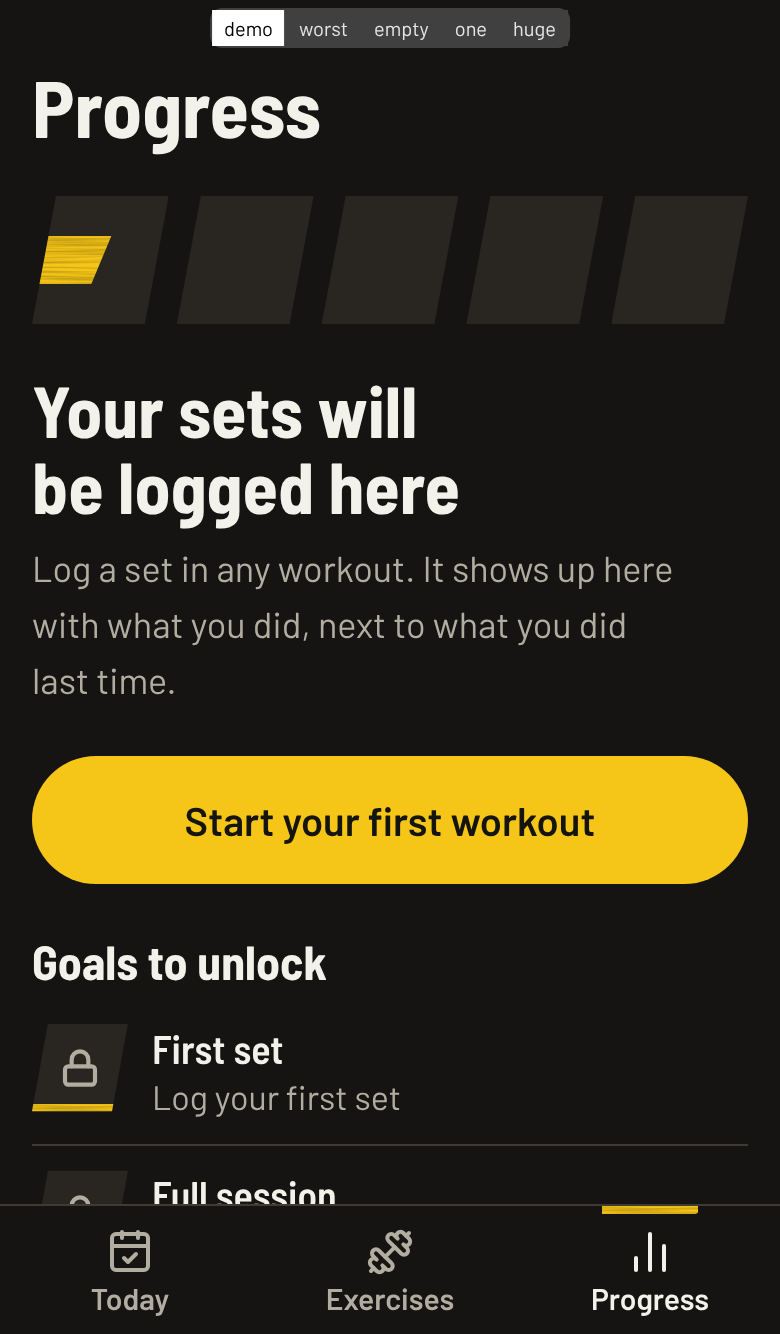 demo worst empty one huge
Progress
Your sets will
be logged here
Log a set in any workout. It shows up here
with what you did, next to what you did
last time.
Start your first workout
Goals to unlock
First set
Log your first set
Full session
Today Exercises Progress